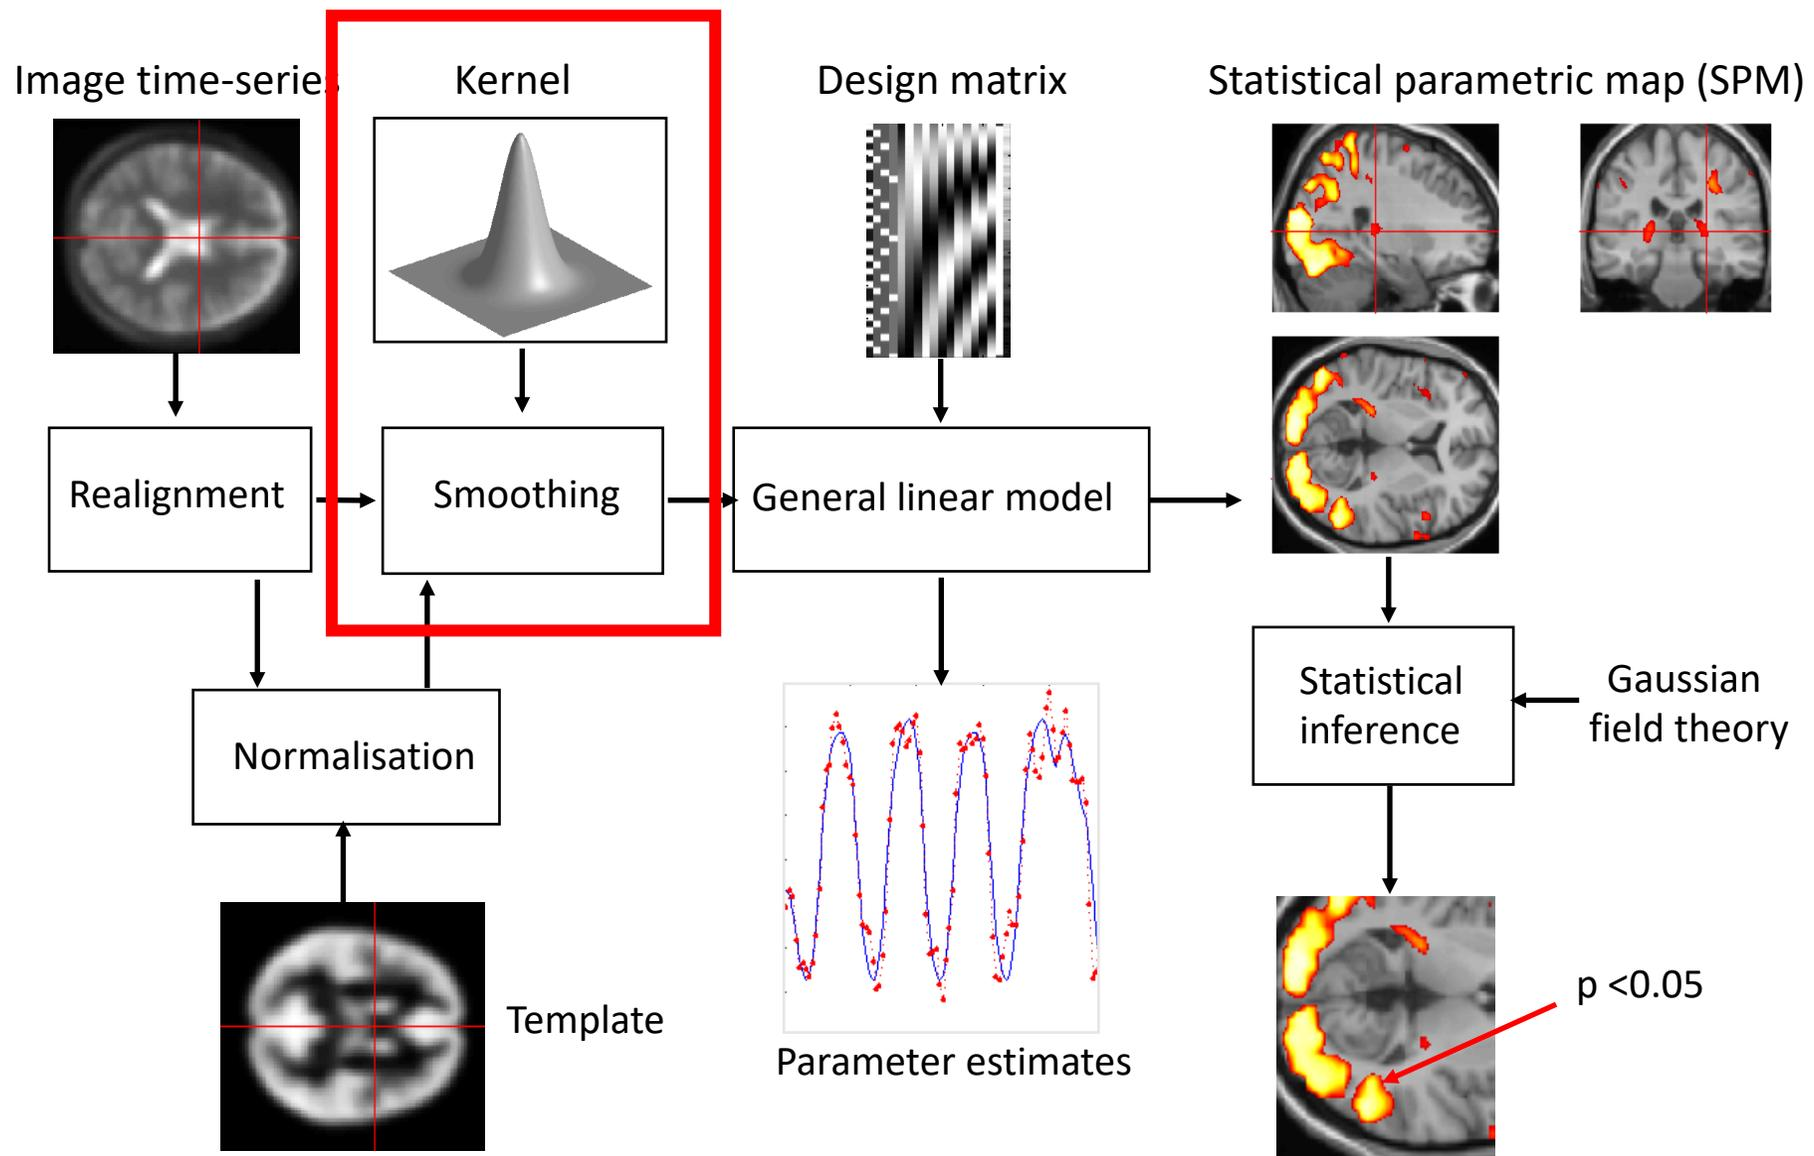 Image time-series
Kernel
Design matrix
Statistical parametric map (SPM)
Realignment
Smoothing
General linear model
Normalisation
Statistical
inference
Gaussian
field theory
Template
Parameter estimates
p <0.05